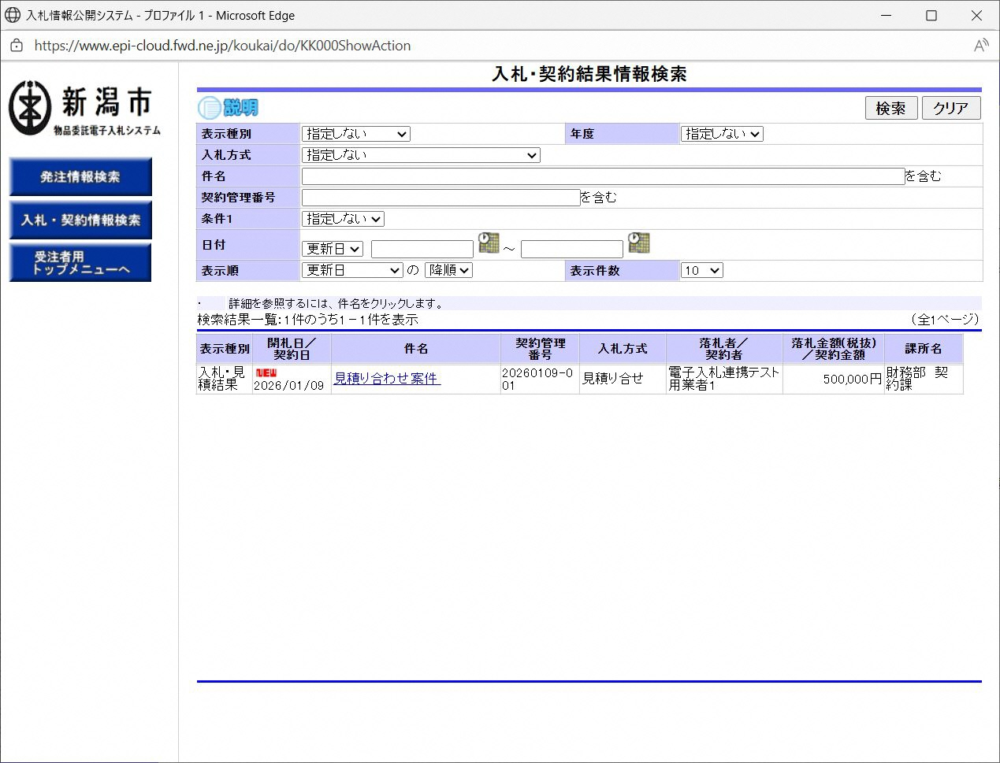 入札情報公開システム - プロファイル 1 - Microsoft Edge
https://www.epi-cloud.fwd.ne.jp/koukai/do/KK000ShowAction
新潟市
物品委託電子入札システム
発注情報検索
入札・契約情報検索
受注者用
トップメニューへ
入札・契約結果情報検索
説明
検索 クリア
表示種別 指定しない 年度 指定しない
入札方式 指定しない
件名 を含む
契約管理番号 を含む
条件1 指定しない
日付 更新日 ～
表示順 更新日 の 降順 表示件数 10
・ 詳細を参照するには、件名をクリックします。
検索結果一覧:1件のうち1－1件を表示 (全1ページ)
表示種別 開札日／契約日 件名 契約管理番号 入札方式 落札者／契約者 落札金額(税抜)／契約金額 課所名
入札・見積結果 NEW 2026/01/09 見積り合わせ案件 20260109-001 見積り合せ 電子入札連携テスト用業者1 500,000円 財務部 契約課